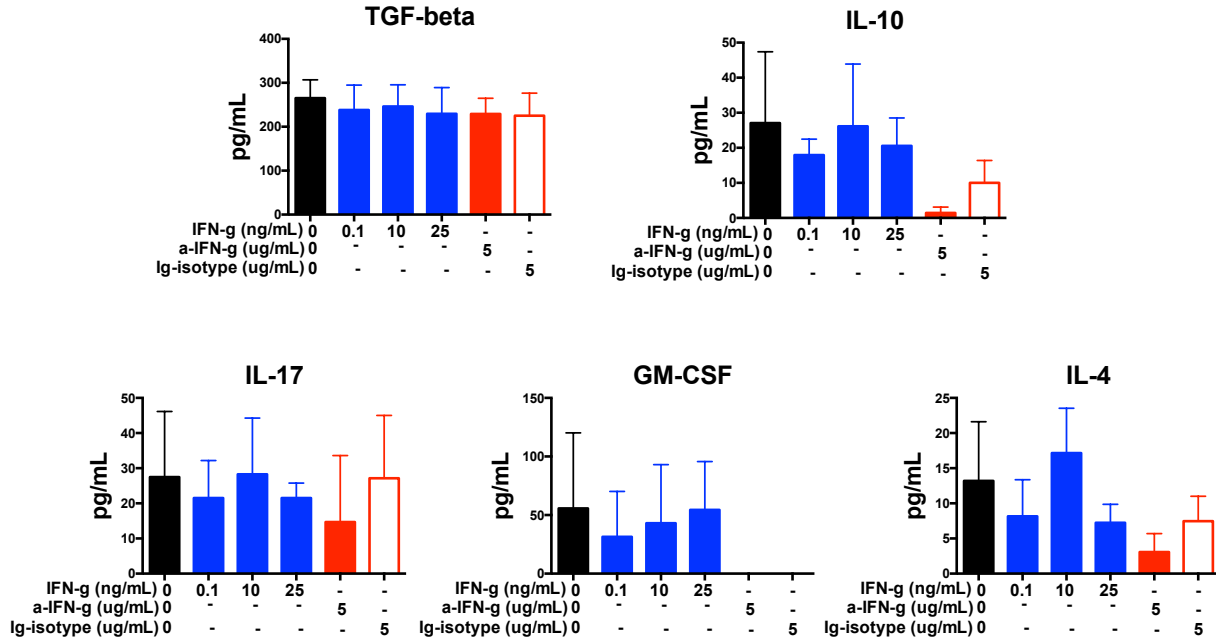 TGF-beta
400
300
200
100
0
pg/mL
IFN-g (ng/mL) 0 0.1 10 25 - -
a-IFN-g (ug/mL) 0 - - - 5 -
Ig-isotype (ug/mL) 0 - - - - 5
IL-10
50
40
30
20
10
0
pg/mL
IFN-g (ng/mL) 0 0.1 10 25 - -
a-IFN-g (ug/mL) 0 - - - 5 -
Ig-isotype (ug/mL) 0 - - - - 5
IL-17
50
40
30
20
10
0
pg/mL
IFN-g (ng/mL) 0 0.1 10 25 - -
a-IFN-g (ug/mL) 0 - - - 5 -
Ig-isotype (ug/mL) 0 - - - - 5
GM-CSF
150
100
50
0
pg/mL
IFN-g (ng/mL) 0 0.1 10 25 - -
a-IFN-g (ug/mL) 0 - - - 5 -
Ig-isotype (ug/mL) 0 - - - - 5
IL-4
25
20
15
10
5
0
pg/mL
IFN-g (ng/mL) 0 0.1 10 25 - -
a-IFN-g (ug/mL) 0 - - - 5 -
Ig-isotype (ug/mL) 0 - - - - 5